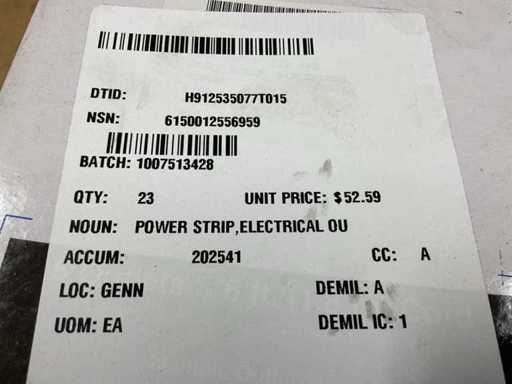 DTID: H912535077T015
NSN: 6150012556959
BATCH: 1007513428
QTY: 23 UNIT PRICE: $52.59
NOUN: POWER STRIP,ELECTRICAL OU
ACCUM: 202541 CC: A
LOC: GENN DEMIL: A
UOM: EA DEMIL IC: 1